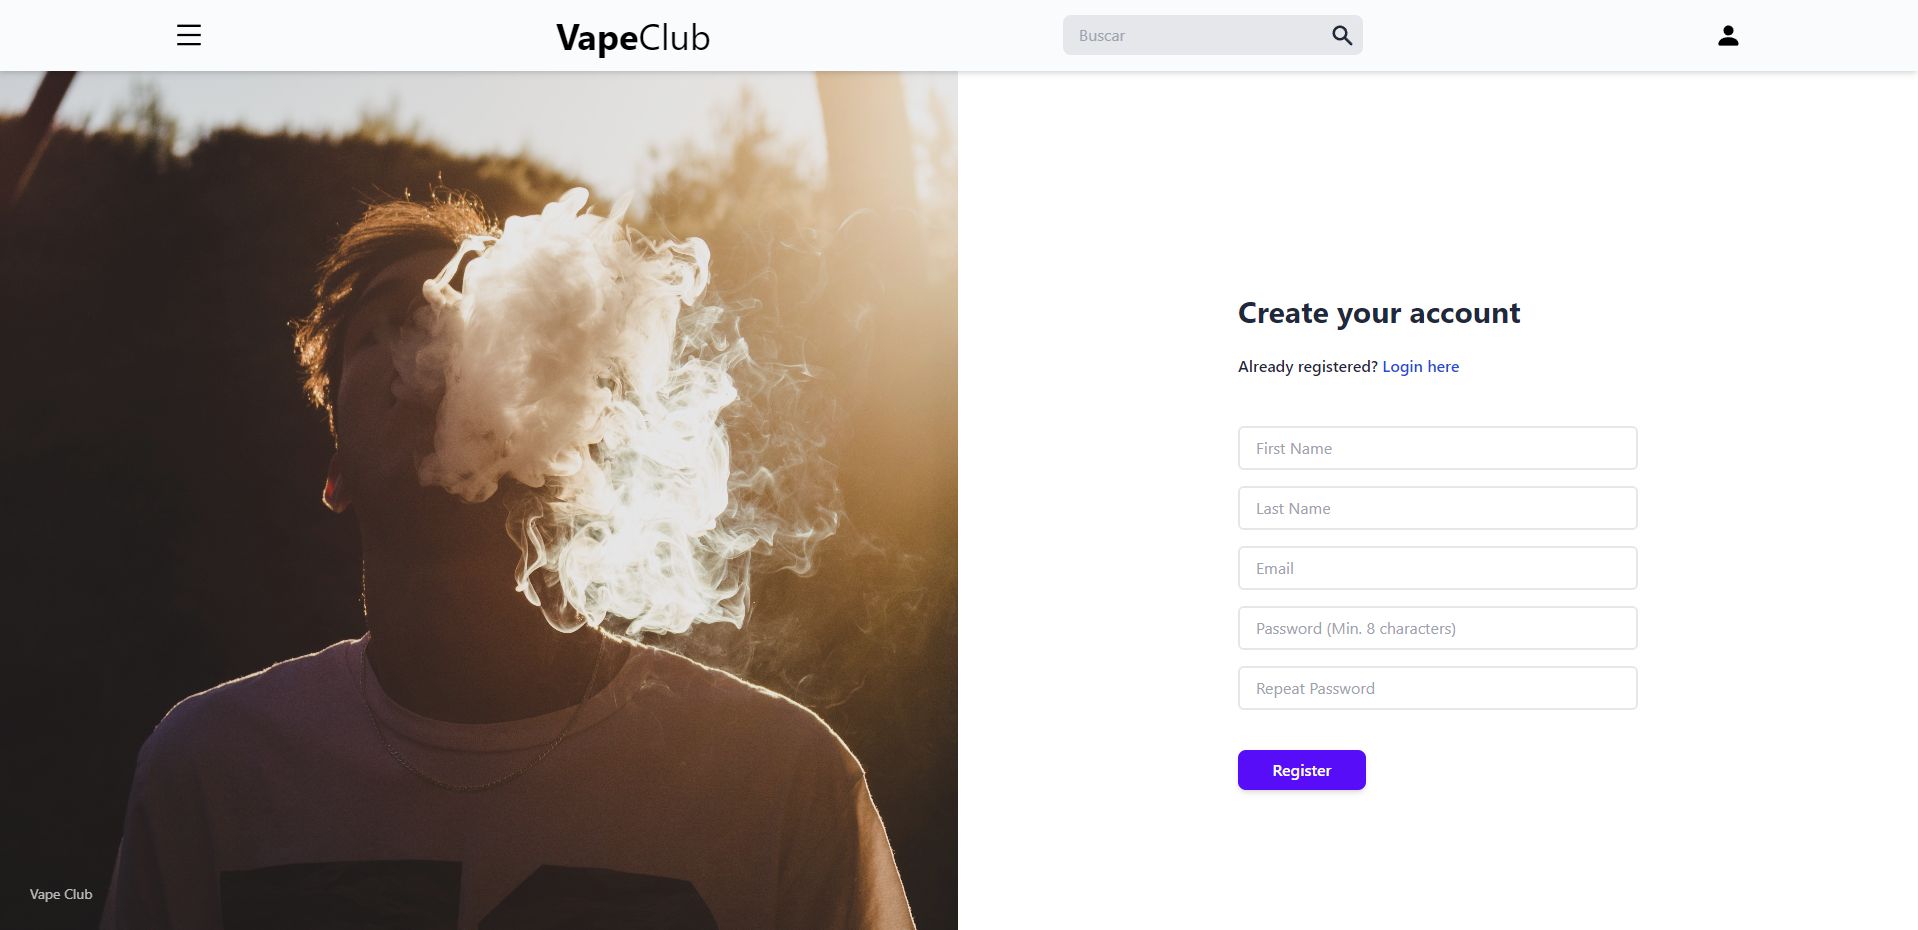 VapeClub
Buscar
Create your account
Already registered? Login here
First Name
Last Name
Email
Password (Min. 8 characters)
Repeat Password
Register
Vape Club